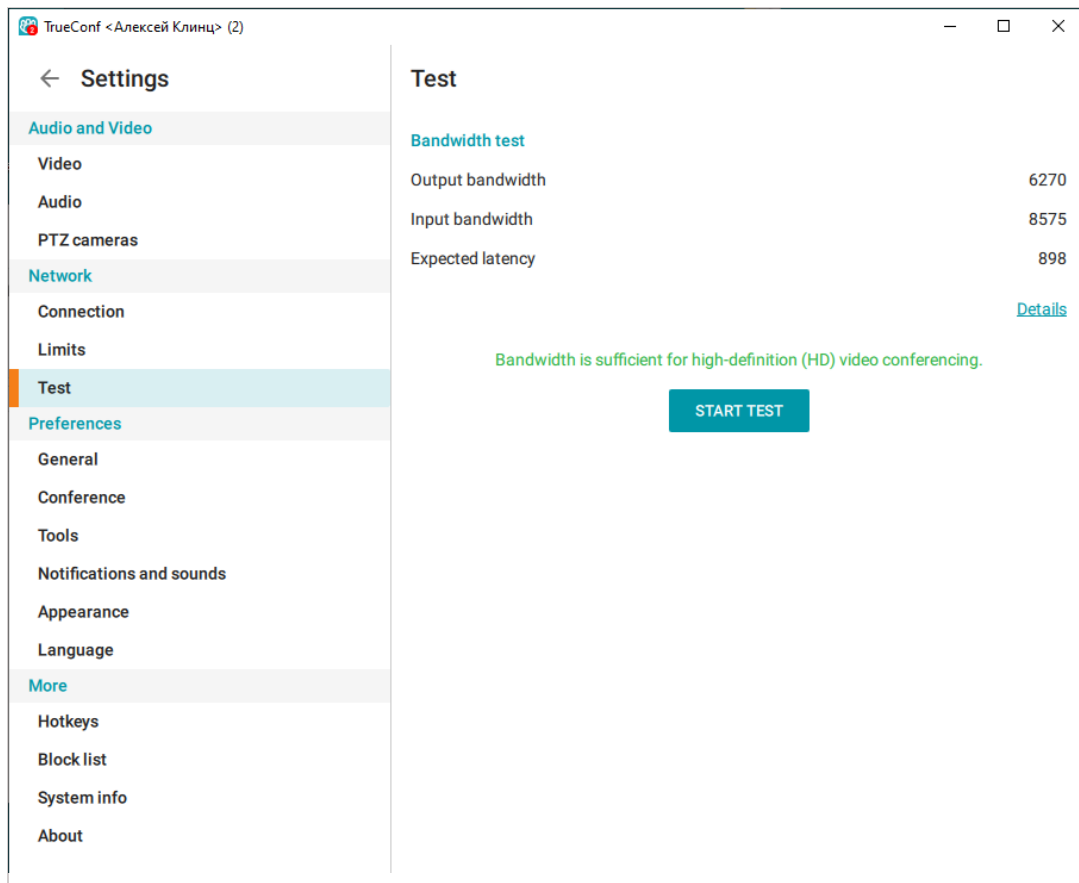 TrueConf <Алексей Клинц> (2)
Settings
Audio and Video
Video
Audio
PTZ cameras
Network
Connection
Limits
Test
Preferences
General
Conference
Tools
Notifications and sounds
Appearance
Language
More
Hotkeys
Block list
System info
About
Test
Bandwidth test
Output bandwidth 6270
Input bandwidth 8575
Expected latency 898
Details
Bandwidth is sufficient for high-definition (HD) video conferencing.
START TEST